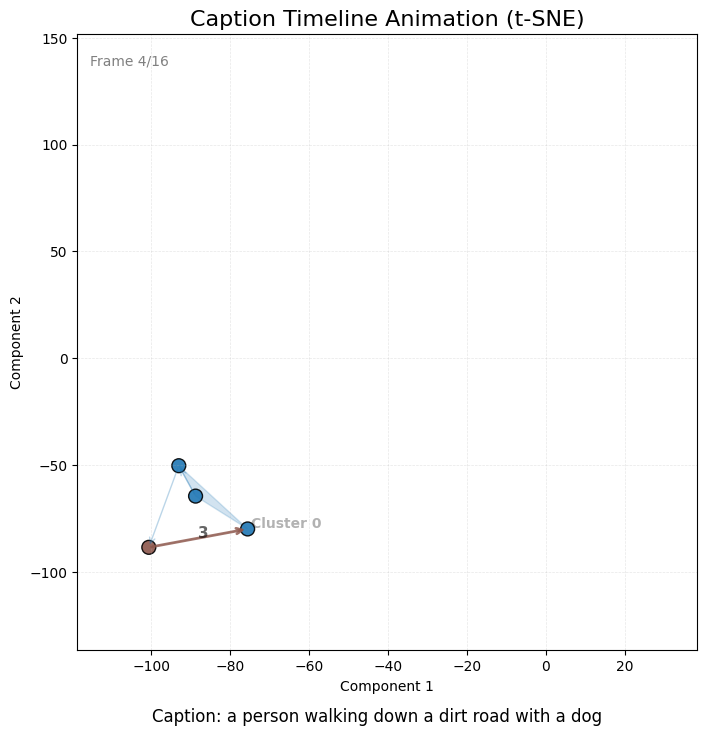 Caption Timeline Animation (t-SNE)
Frame 4/16
150
100
50
0
−50
−100
Component 2
Cluster 0
3
−100
−80
−60
−40
−20
0
20
Component 1
Caption: a person walking down a dirt road with a dog